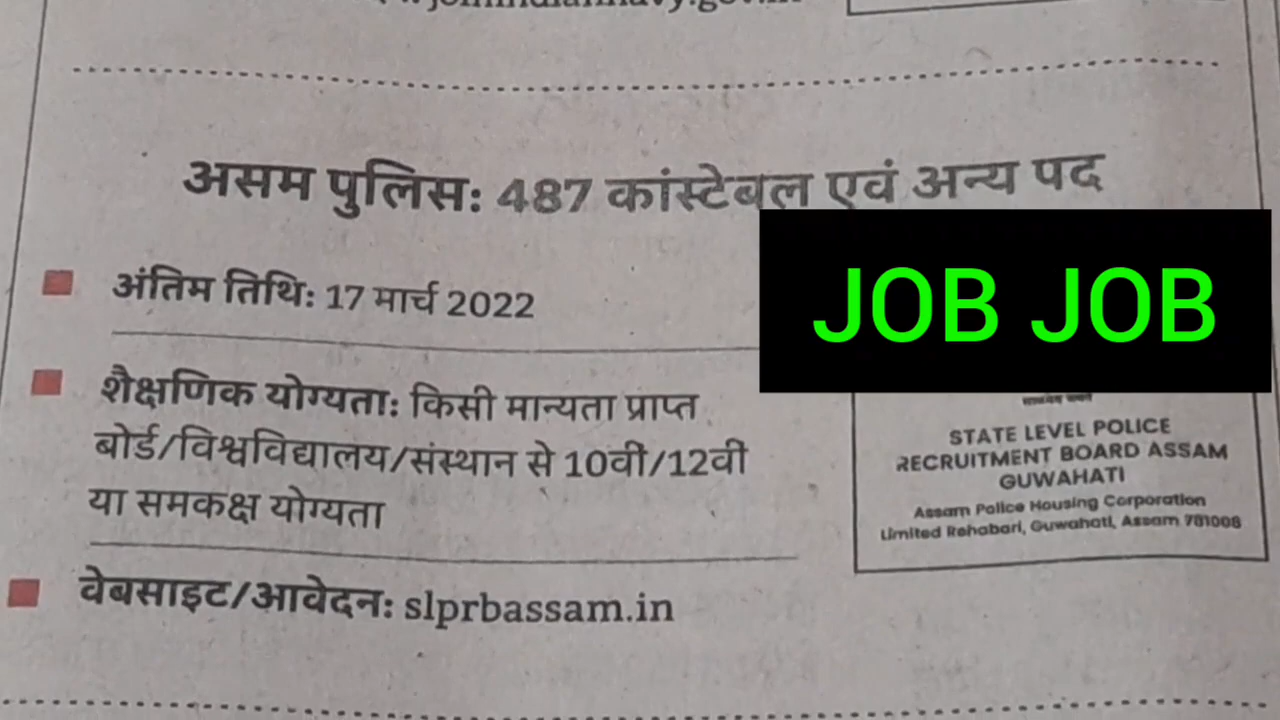 असम पुलिस: 487 कांस्टेबल एवं अन्य पद
अंतिम तिथि: 17 मार्च 2022
JOB JOB
शैक्षणिक योग्यता: किसी मान्यता प्राप्त
बोर्ड/विश्वविद्यालय/संस्थान से 10वी/12वी
या समकक्ष योग्यता
वेबसाइट/आवेदन: slprbassam.in
STATE LEVEL POLICE
RECRUITMENT BOARD ASSAM
GUWAHATI
Assam Police Housing Corporation
Limited Rehabari, Guwahati, Assam 781008